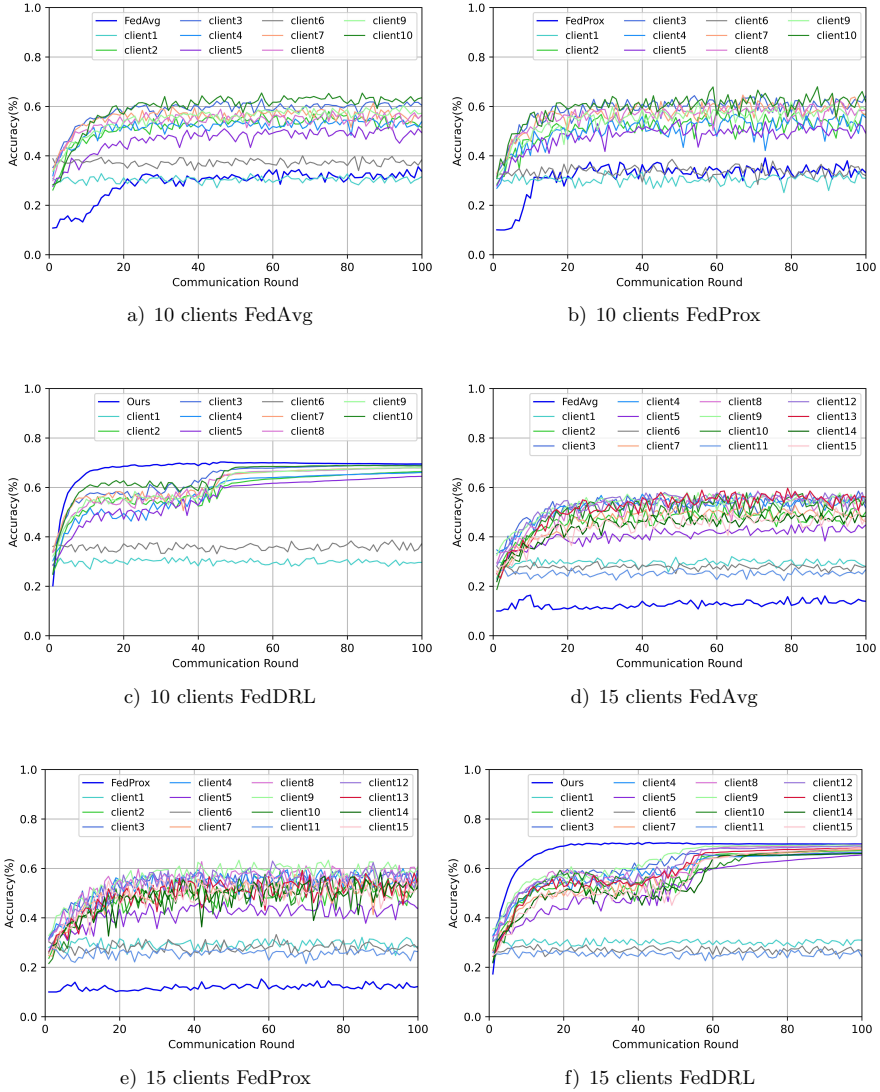 1.0
0.8
0.6
0.4
0.2
0.0
Accuracy(%)
FedAvg client3 client6 client9
client1 client4 client7 client10
client2 client5 client8
0 20 40 60 80 100
Communication Round
a) 10 clients FedAvg
1.0
0.8
0.6
0.4
0.2
0.0
Accuracy(%)
FedProx client3 client6 client9
client1 client4 client7 client10
client2 client5 client8
0 20 40 60 80 100
Communication Round
b) 10 clients FedProx
1.0
0.8
0.6
0.4
0.2
0.0
Accuracy(%)
Ours client3 client6 client9
client1 client4 client7 client10
client2 client5 client8
0 20 40 60 80 100
Communication Round
c) 10 clients FedDRL
1.0
0.8
0.6
0.4
0.2
0.0
Accuracy(%)
FedAvg client4 client8 client12
client1 client5 client9 client13
client2 client6 client10 client14
client3 client7 client11 client15
0 20 40 60 80 100
Communication Round
d) 15 clients FedAvg
1.0
0.8
0.6
0.4
0.2
0.0
Accuracy(%)
FedProx client4 client8 client12
client1 client5 client9 client13
client2 client6 client10 client14
client3 client7 client11 client15
0 20 40 60 80 100
Communication Round
e) 15 clients FedProx
1.0
0.8
0.6
0.4
0.2
0.0
Accuracy(%)
Ours client4 client8 client12
client1 client5 client9 client13
client2 client6 client10 client14
client3 client7 client11 client15
0 20 40 60 80 100
Communication Round
f) 15 clients FedDRL